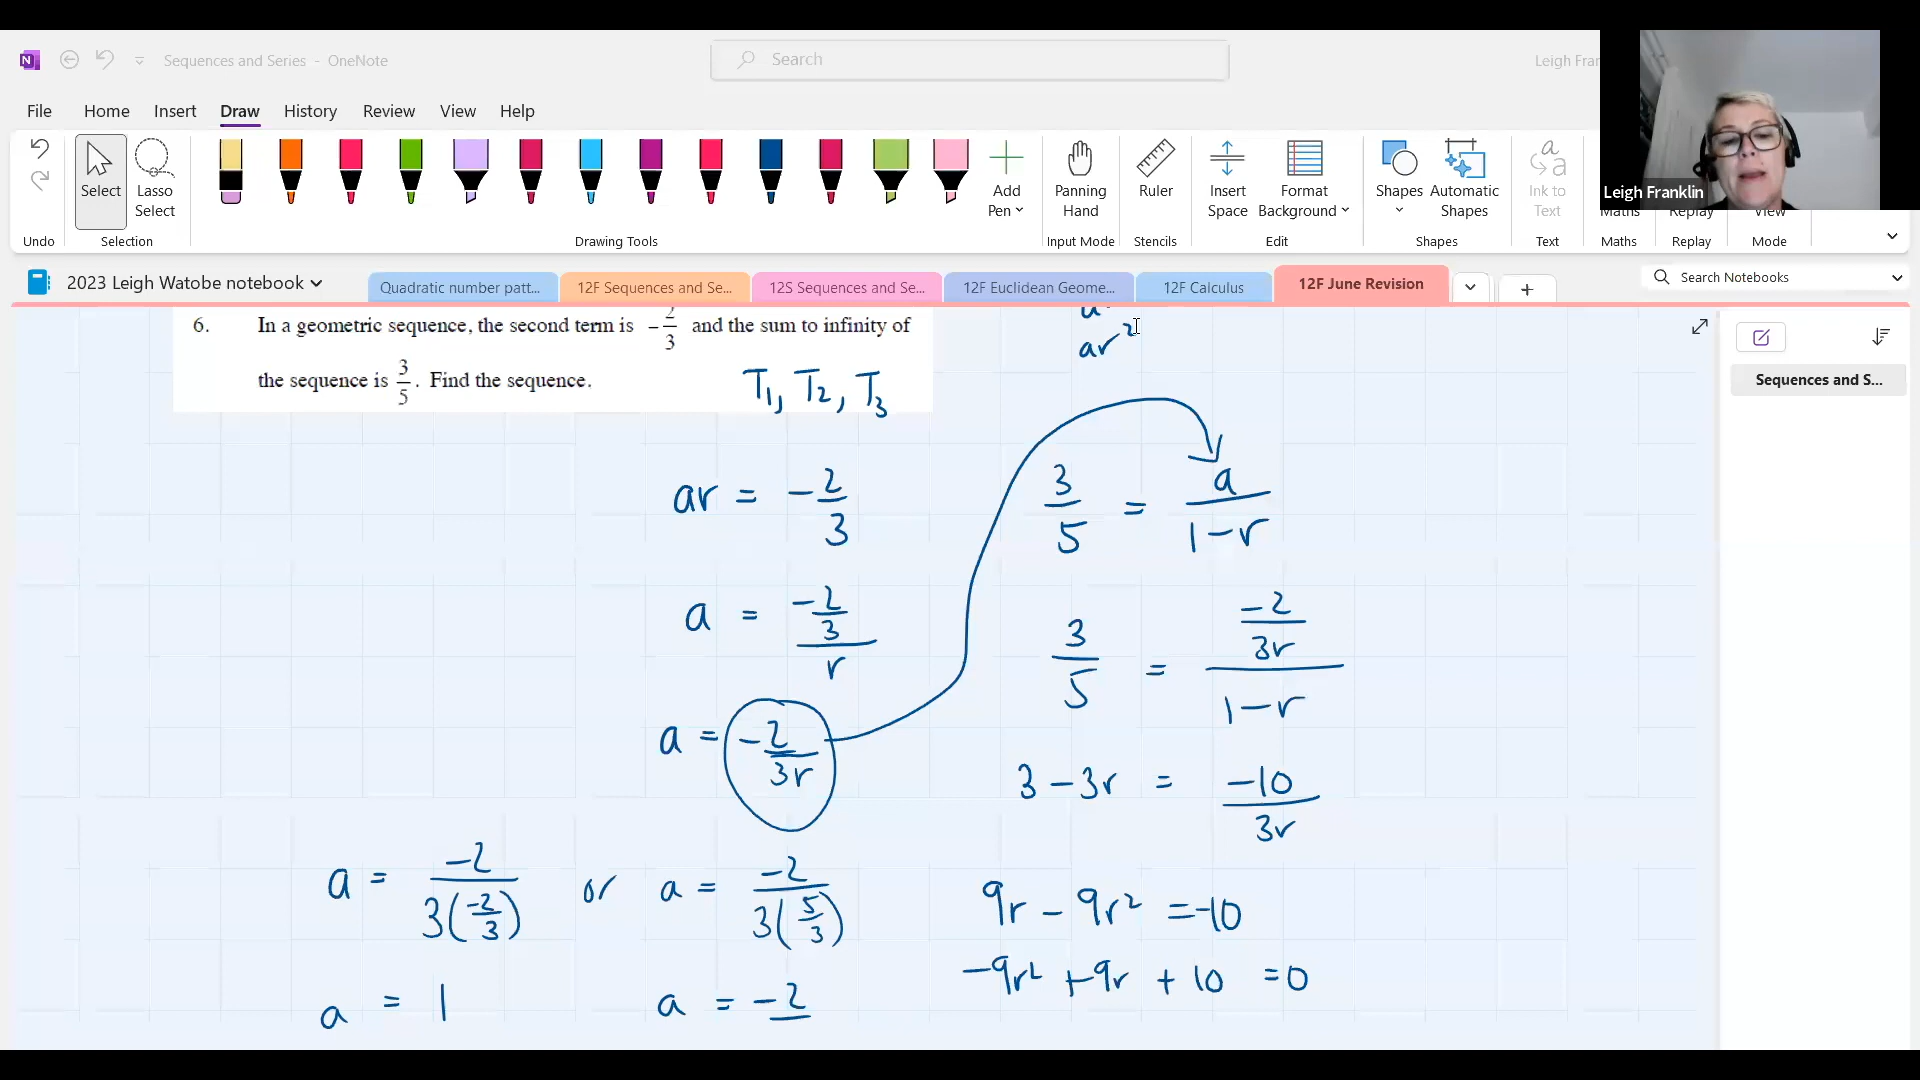 Sequences and Series - OneNote
Search
Leigh Fra
Leigh Franklin
File Home Insert Draw History Review View Help
Undo
Select
Lasso Select
Selection
Drawing Tools
Add Pen
Panning Hand
Input Mode
Ruler
Stencils
Insert Space
Format Background
Edit
Shapes
Automatic Shapes
Shapes
Ink to Text
Text
Maths
Maths
Replay
Replay
View
Mode
2023 Leigh Watobe notebook
Quadratic number patt...
12F Sequences and Se...
12S Sequences and Se...
12F Euclidean Geome...
12F Calculus
12F June Revision
+
Search Notebooks
Sequences and S...
6. In a geometric sequence, the second term is -2/3 and the sum to infinity of
the sequence is 3/5. Find the sequence.
T₁, T₂, T₃
ar²
ar = -2/3
3/5 = a/(1-r)
a = (-2/3)/r
3/5 = (-2/3r)/(1-r)
a = -2/3r
3 - 3r = -10/3r
a = -2/3(-2/3) or a = -2/3(5/3)
9r - 9r² = -10
-9r² + 9r + 10 = 0
a = 1
a = -2